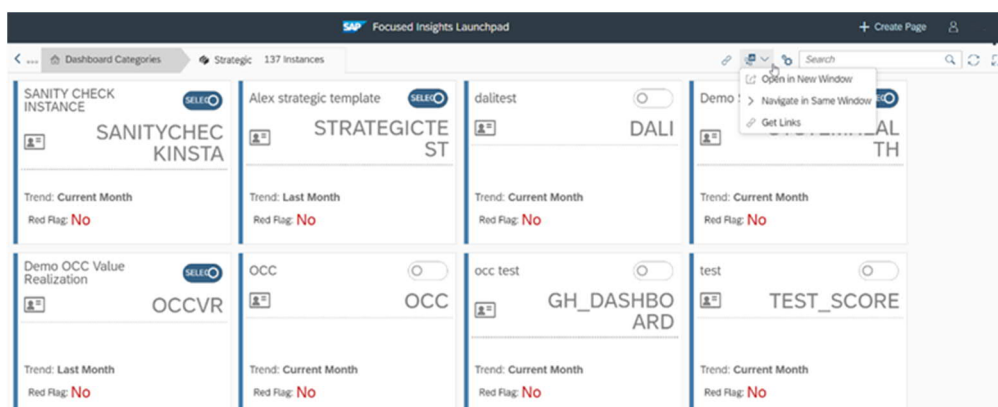 SAP Focused Insights Launchpad
+ Create Page
... Dashboard Categories
Strategic 137 Instances
Search
Open in New Window
Navigate in Same Window
Get Links
SANITY CHECK
INSTANCE
SELEC
SANITYCHEC
KINSTA
Trend: Current Month
Red Flag: No
Alex strategic template
SELEC
STRATEGICTE
ST
Trend: Last Month
Red Flag: No
dalitest
DALI
Trend: Current Month
Red Flag: No
Demo
TH
Trend: Current Month
Red Flag: No
Demo OCC Value
Realization
SELEC
OCCVR
Trend: Last Month
Red Flag: No
OCC
OCC
Trend: Current Month
Red Flag: No
occ test
GH_DASHBO
ARD
Trend: Current Month
Red Flag: No
test
TEST_SCORE
Trend: Current Month
Red Flag: No